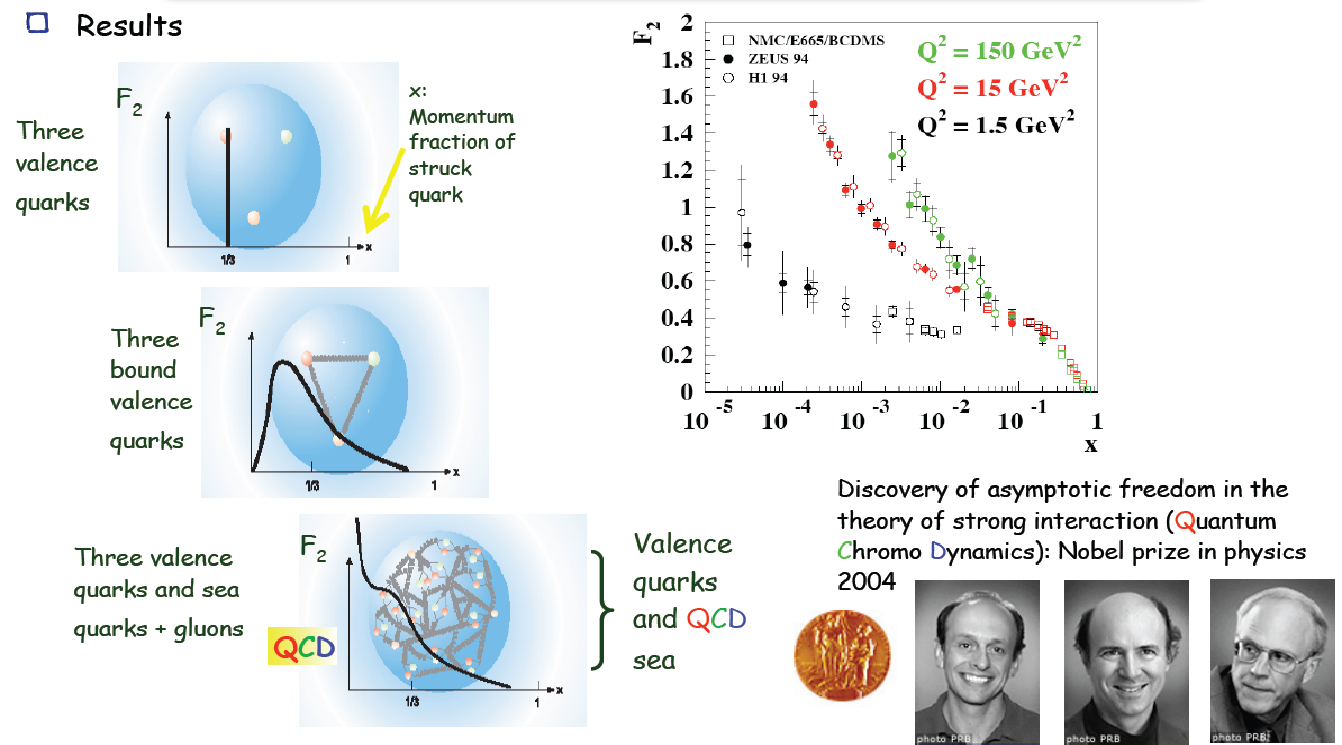 Results
F2
Three
valence
quarks
x:
Momentum
fraction of
struck
quark
1/3
1
x
F2
Three
bound
valence
quarks
1/3
1
x
F2
Three valence
quarks and sea
quarks + gluons
QCD
1/3
1
x
Valence
quarks
and QCD
sea
F2
2
1.8
1.6
1.4
1.2
1
0.8
0.6
0.4
0.2
0
NMC/E665/BCDMS
ZEUS 94
H1 94
Q2 = 150 GeV2
Q2 = 15 GeV2
Q2 = 1.5 GeV2
10 -5
10 -4
10 -3
10 -2
10 -1
1
x
Discovery of asymptotic freedom in the
theory of strong interaction (Quantum
Chromo Dynamics): Nobel prize in physics
2004
photo PRB
photo PRB
photo PRB